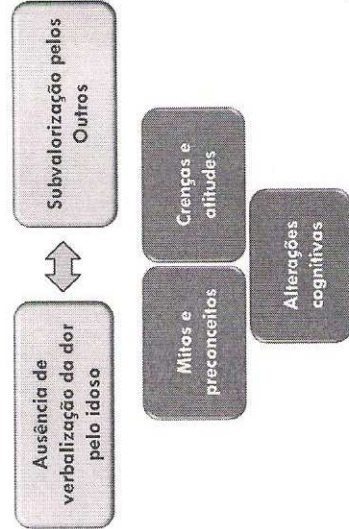 Ausência de
verbalização da dor
pelo idoso
Subvalorização pelos
Outros
Mitos e
preconceitos
Crenças e
atitudes
Alterações
cognitivas